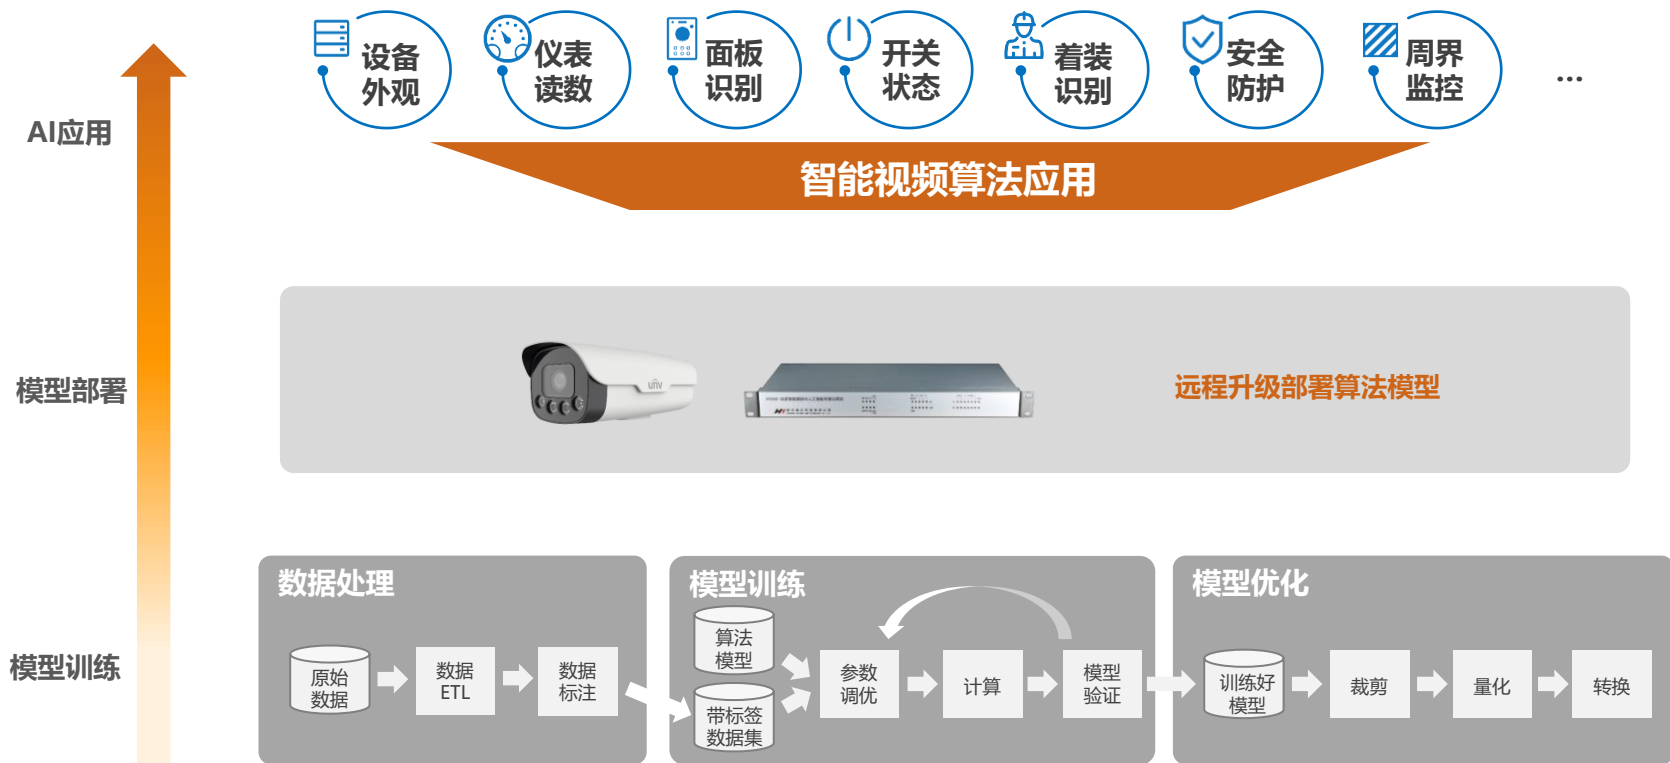 设备
外观
仪表
读数
面板
识别
开关
状态
着装
识别
安全
防护
周界
监控
...
AI应用
智能视频算法应用
模型部署
unv
远程升级部署算法模型
模型训练
数据处理
原始
数据
数据
ETL
数据
标注
模型训练
算法
模型
带标签
数据集
参数
调优
计算
模型
验证
模型优化
训练好
模型
裁剪
量化
转换